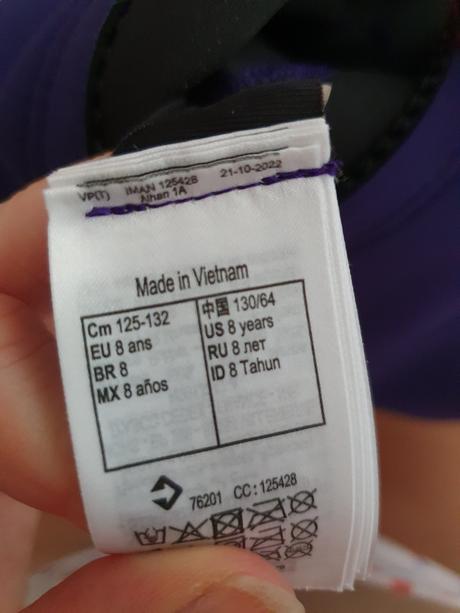 VP(T) IMAN 125428 21-10-2022
Alhan 1A
Made in Vietnam
Cm 125-132
EU 8 ans
BR 8
MX 8 años
中国 130/64
US 8 years
RU 8 лет
ID 8 Tahun
76201 CC:125428